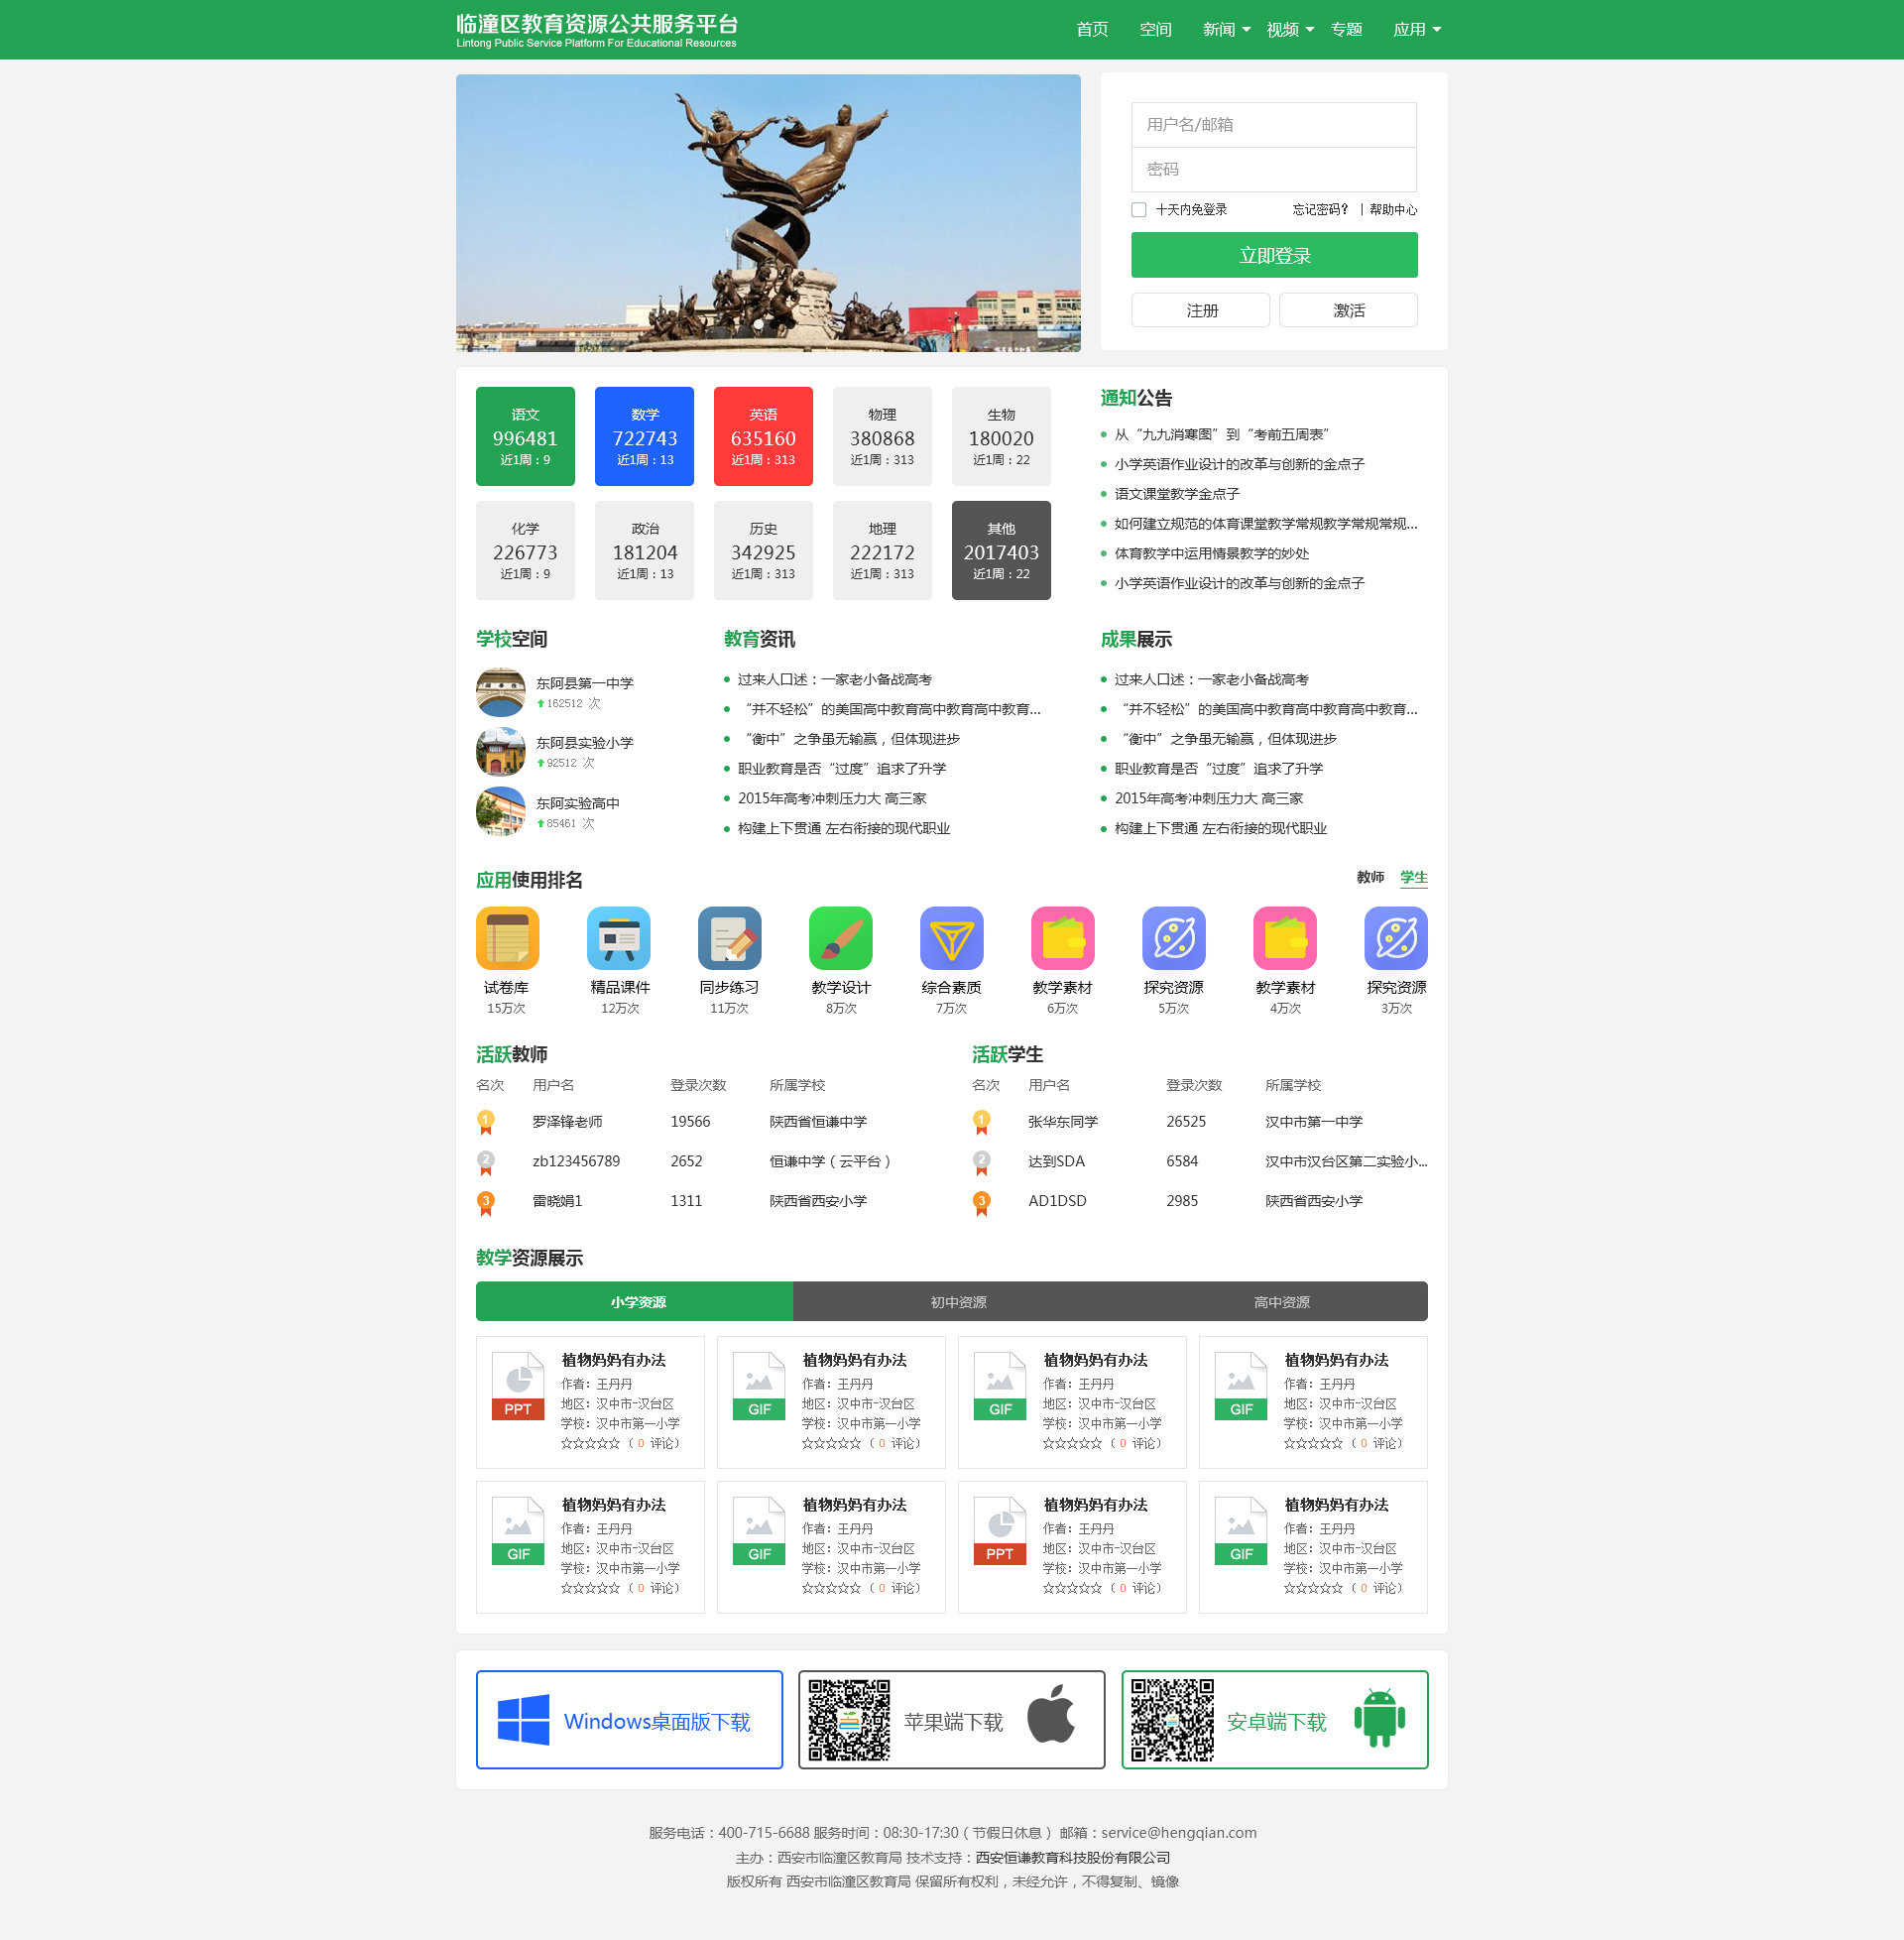 临潼区教育资源公共服务平台
Lintong Public Service Platform For Educational Resources
首页 空间 新闻 视频 专题 应用
用户名/邮箱
密码
十天内免登录 忘记密码? | 帮助中心
立即登录
注册 激活
语文 数学 英语 物理 生物
996481 722743 635160 380868 180020
近1周：9 近1周：13 近1周：313 近1周：313 近1周：22
化学 政治 历史 地理 其他
226773 181204 342925 222172 2017403
近1周：9 近1周：13 近1周：313 近1周：313 近1周：22
通知公告
从“九九消寒图”到“考前五周表”
小学英语作业设计的改革与创新的金点子
语文课堂教学金点子
如何建立规范的体育课堂教学常规教学常规常规...
体育教学中运用情景教学的妙处
小学英语作业设计的改革与创新的金点子
学校空间
东阿县第一中学
162512 次
东阿县实验小学
92512 次
东阿实验高中
85461 次
教育资讯
过来人口述：一家老小备战高考
“并不轻松”的美国高中教育高中教育高中教育...
“衡中”之争虽无输赢，但体现进步
职业教育是否“过度”追求了升学
2015年高考冲刺压力大 高三家
构建上下贯通 左右衔接的现代职业
成果展示
过来人口述：一家老小备战高考
“并不轻松”的美国高中教育高中教育高中教育...
“衡中”之争虽无输赢，但体现进步
职业教育是否“过度”追求了升学
2015年高考冲刺压力大 高三家
构建上下贯通 左右衔接的现代职业
应用使用排名 教师 学生
试卷库 精品课件 同步练习 教学设计 综合素质 教学素材 探究资源 教学素材 探究资源
15万次 12万次 11万次 8万次 7万次 6万次 5万次 4万次 3万次
活跃教师
名次 用户名 登录次数 所属学校
1 罗泽锋老师 19566 陕西省恒谦中学
2 zb123456789 2652 恒谦中学（云平台）
3 雷晓娟1 1311 陕西省西安小学
活跃学生
名次 用户名 登录次数 所属学校
1 张华东同学 26525 汉中市第一中学
2 达到SDA 6584 汉中市汉台区第二实验小...
3 AD1DSD 2985 陕西省西安小学
教学资源展示
小学资源 初中资源 高中资源
植物妈妈有办法 植物妈妈有办法 植物妈妈有办法 植物妈妈有办法
作者：王丹丹 作者：王丹丹 作者：王丹丹 作者：王丹丹
PPT 地区：汉中市-汉台区 GIF 地区：汉中市-汉台区 GIF 地区：汉中市-汉台区 GIF 地区：汉中市-汉台区
学校：汉中市第一小学 学校：汉中市第一小学 学校：汉中市第一小学 学校：汉中市第一小学
☆☆☆☆☆（0 评论） ☆☆☆☆☆（0 评论） ☆☆☆☆☆（0 评论） ☆☆☆☆☆（0 评论）
植物妈妈有办法 植物妈妈有办法 植物妈妈有办法 植物妈妈有办法
作者：王丹丹 作者：王丹丹 作者：王丹丹 作者：王丹丹
GIF 地区：汉中市-汉台区 GIF 地区：汉中市-汉台区 PPT 地区：汉中市-汉台区 GIF 地区：汉中市-汉台区
学校：汉中市第一小学 学校：汉中市第一小学 学校：汉中市第一小学 学校：汉中市第一小学
☆☆☆☆☆（0 评论） ☆☆☆☆☆（0 评论） ☆☆☆☆☆（0 评论） ☆☆☆☆☆（0 评论）
Windows桌面版下载 苹果端下载 安卓端下载
服务电话：400-715-6688 服务时间：08:30-17:30（节假日休息） 邮箱：service@hengqian.com
主办：西安市临潼区教育局 技术支持：西安恒谦教育科技股份有限公司
版权所有 西安市临潼区教育局 保留所有权利，未经允许，不得复制、镜像